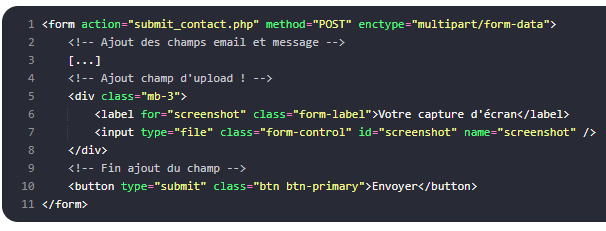 1 <form action="submit_contact.php" method="POST" enctype="multipart/form-data">
2     <!-- Ajout des champs email et message -->
3     [...]
4     <!-- Ajout champ d'upload ! -->
5     <div class="mb-3">
6         <label for="screenshot" class="form-label">Votre capture d'écran</label>
7         <input type="file" class="form-control" id="screenshot" name="screenshot" />
8     </div>
9     <!-- Fin ajout du champ -->
10     <button type="submit" class="btn btn-primary">Envoyer</button>
11 </form>